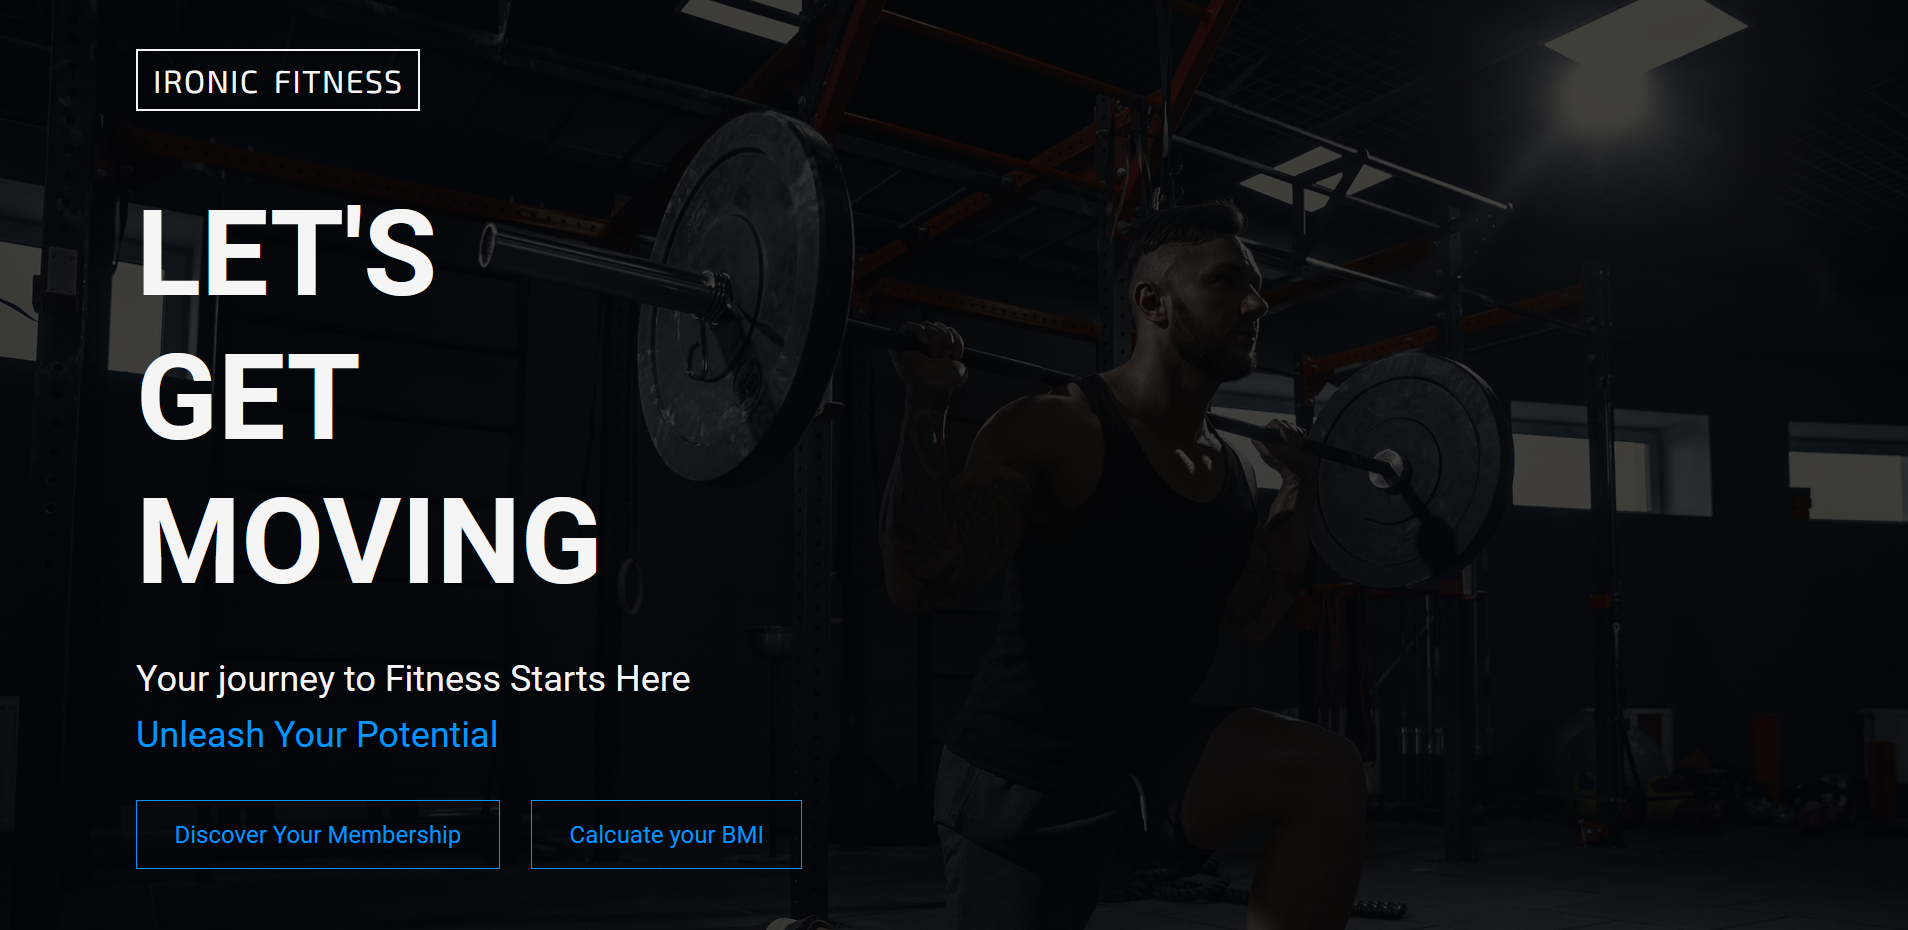 IRONIC FITNESS
LET'S
GET
MOVING
Your journey to Fitness Starts Here
Unleash Your Potential
Discover Your Membership
Calcuate your BMI